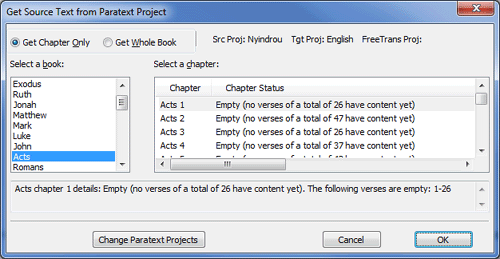 Get Source Text from Paratext Project
Get Chapter Only Get Whole Book Src Proj: Nyindrou Tgt Proj: English FreeTrans Proj:
Select a book:
Exodus
Ruth
Jonah
Matthew
Mark
Luke
John
Acts
Romans
Select a chapter:
Chapter Chapter Status
Acts 1 Empty (no verses of a total of 26 have content yet)
Acts 2 Empty (no verses of a total of 47 have content yet)
Acts 3 Empty (no verses of a total of 26 have content yet)
Acts 4 Empty (no verses of a total of 37 have content yet)
Acts chapter 1 details: Empty (no verses of a total of 26 have content yet). The following verses are empty: 1-26
Change Paratext Projects Cancel OK